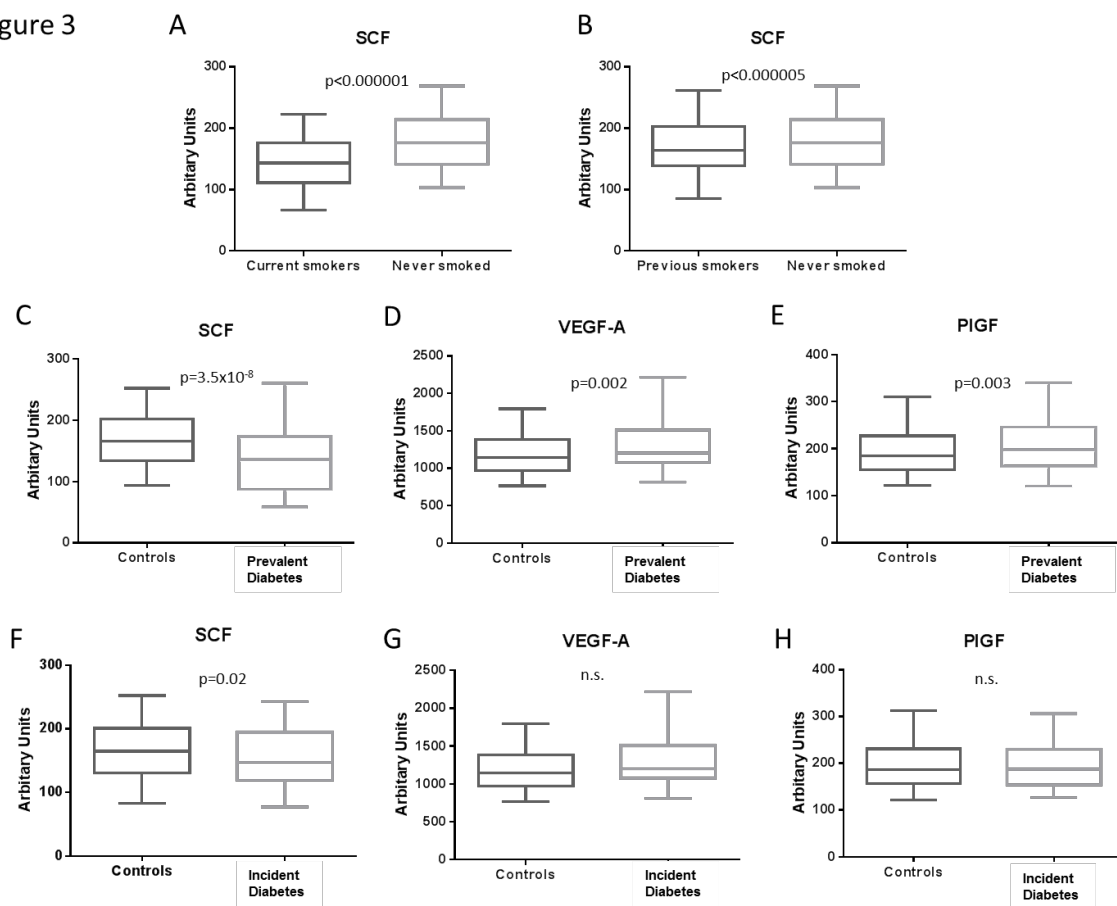 gure 3
A
SCF
p<0.000001
Arbitary Units
300
200
100
0
Current smokers
Never smoked
B
SCF
p<0.000005
Arbitary Units
300
200
100
0
Previous smokers
Never smoked
C
SCF
p=3.5x10-8
Arbitary Units
300
200
100
0
Controls
Prevalent
Diabetes
D
VEGF-A
p=0.002
Arbitary Units
2500
2000
1500
1000
500
0
Controls
Prevalent
Diabetes
E
PIGF
p=0.003
Arbitary Units
400
300
200
100
0
Controls
Prevalent
Diabetes
F
SCF
p=0.02
Arbitary Units
300
200
100
0
Controls
Incident
Diabetes
G
VEGF-A
n.s.
Arbitary Units
2500
2000
1500
1000
500
0
Controls
Incident
Diabetes
H
PIGF
n.s.
Arbitary Units
400
300
200
100
0
Controls
Incident
Diabetes